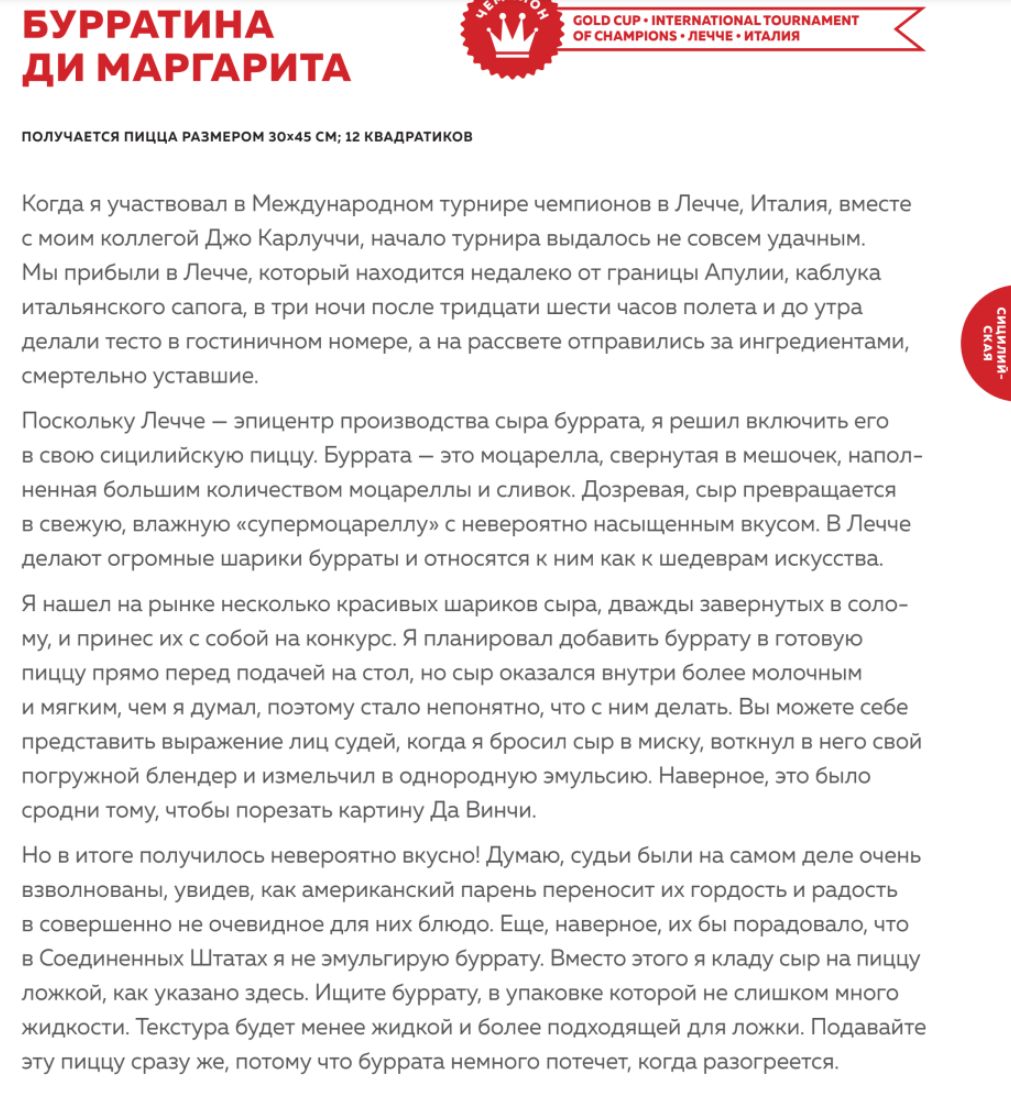 БУРРАТИНА
ДИ МАРГАРИТА
ЧЕМПИОН
GOLD CUP • INTERNATIONAL TOURNAMENT
OF CHAMPIONS • ЛЕЧЧЕ • ИТАЛИЯ
ПОЛУЧАЕТСЯ ПИЦЦА РАЗМЕРОМ 30×45 СМ; 12 КВАДРАТИКОВ
Когда я участвовал в Международном турнире чемпионов в Лечче, Италия, вместе
с моим коллегой Джо Карлуччи, начало турнира выдалось не совсем удачным.
Мы прибыли в Лечче, который находится недалеко от границы Апулии, каблука
итальянского сапога, в три ночи после тридцати шести часов полета и до утра
делали тесто в гостиничном номере, а на рассвете отправились за ингредиентами,
смертельно уставшие.
СИЦИЛИЙ-
СКАЯ
Поскольку Лечче — эпицентр производства сыра буррата, я решил включить его
в свою сицилийскую пиццу. Буррата — это моцарелла, свернутая в мешочек, напол-
ненная большим количеством моцареллы и сливок. Дозревая, сыр превращается
в свежую, влажную «супермоцареллу» с невероятно насыщенным вкусом. В Лечче
делают огромные шарики бурраты и относятся к ним как к шедеврам искусства.
Я нашел на рынке несколько красивых шариков сыра, дважды завернутых в соло-
му, и принес их с собой на конкурс. Я планировал добавить буррату в готовую
пиццу прямо перед подачей на стол, но сыр оказался внутри более молочным
и мягким, чем я думал, поэтому стало непонятно, что с ним делать. Вы можете себе
представить выражение лиц судей, когда я бросил сыр в миску, воткнул в него свой
погружной блендер и измельчил в однородную эмульсию. Наверное, это было
сродни тому, чтобы порезать картину Да Винчи.
Но в итоге получилось невероятно вкусно! Думаю, судьи были на самом деле очень
взволнованы, увидев, как американский парень переносит их гордость и радость
в совершенно не очевидное для них блюдо. Еще, наверное, их бы порадовало, что
в Соединенных Штатах я не эмульгирую буррату. Вместо этого я кладу сыр на пиццу
ложкой, как указано здесь. Ищите буррату, в упаковке которой не слишком много
жидкости. Текстура будет менее жидкой и более подходящей для ложки. Подавайте
эту пиццу сразу же, потому что буррата немного потечет, когда разогреется.